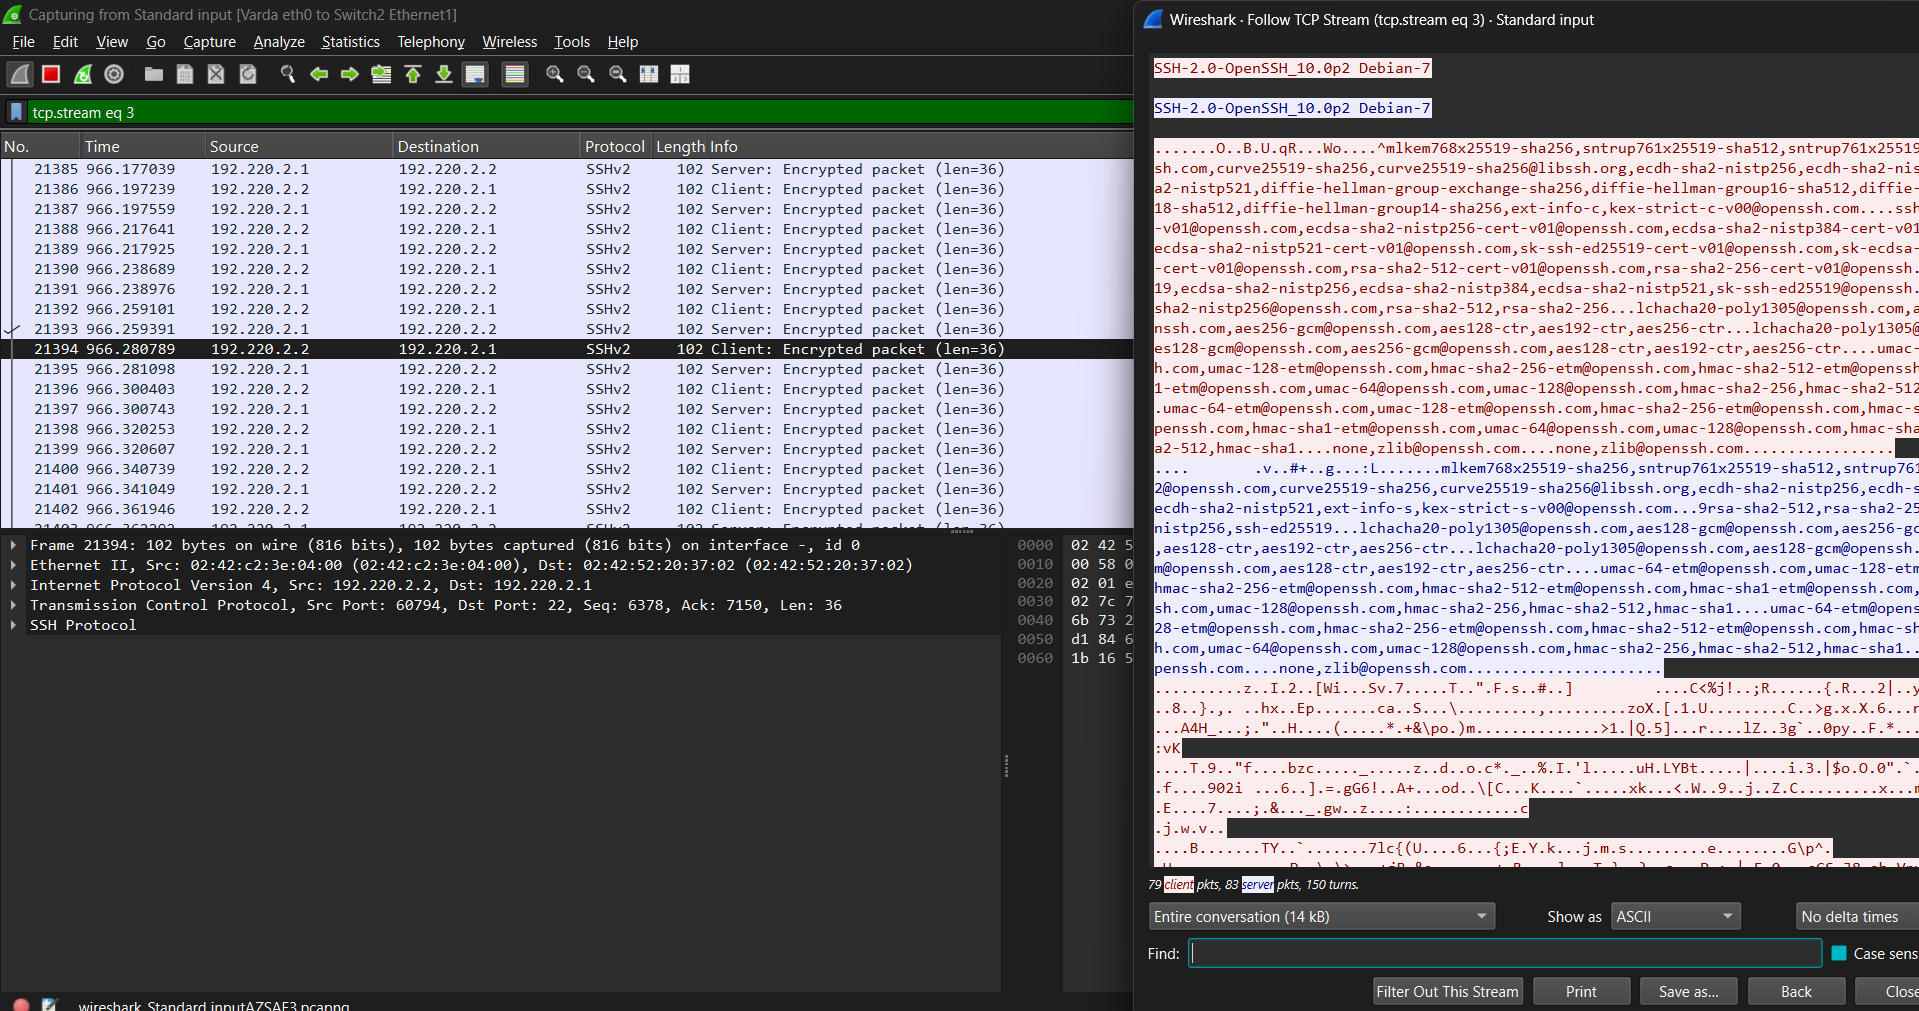 Capturing from Standard input [Varda eth0 to Switch2 Ethernet1]
File Edit View Go Capture Analyze Statistics Telephony Wireless Tools Help
tcp.stream eq 3
No. Time Source Destination Protocol Length Info
21385 966.177039 192.220.2.1 192.220.2.2 SSHv2 102 Server: Encrypted packet (len=36)
21386 966.197239 192.220.2.2 192.220.2.1 SSHv2 102 Client: Encrypted packet (len=36)
21387 966.197559 192.220.2.1 192.220.2.2 SSHv2 102 Server: Encrypted packet (len=36)
21388 966.217641 192.220.2.2 192.220.2.1 SSHv2 102 Client: Encrypted packet (len=36)
21389 966.217925 192.220.2.1 192.220.2.2 SSHv2 102 Server: Encrypted packet (len=36)
21390 966.238689 192.220.2.2 192.220.2.1 SSHv2 102 Client: Encrypted packet (len=36)
21391 966.238976 192.220.2.1 192.220.2.2 SSHv2 102 Server: Encrypted packet (len=36)
21392 966.259101 192.220.2.2 192.220.2.1 SSHv2 102 Client: Encrypted packet (len=36)
21393 966.259391 192.220.2.1 192.220.2.2 SSHv2 102 Server: Encrypted packet (len=36)
21394 966.280789 192.220.2.2 192.220.2.1 SSHv2 102 Client: Encrypted packet (len=36)
21395 966.281098 192.220.2.1 192.220.2.2 SSHv2 102 Server: Encrypted packet (len=36)
21396 966.300403 192.220.2.2 192.220.2.1 SSHv2 102 Client: Encrypted packet (len=36)
21397 966.300743 192.220.2.1 192.220.2.2 SSHv2 102 Server: Encrypted packet (len=36)
21398 966.320253 192.220.2.2 192.220.2.1 SSHv2 102 Client: Encrypted packet (len=36)
21399 966.320607 192.220.2.1 192.220.2.2 SSHv2 102 Server: Encrypted packet (len=36)
21400 966.340739 192.220.2.2 192.220.2.1 SSHv2 102 Client: Encrypted packet (len=36)
21401 966.341049 192.220.2.1 192.220.2.2 SSHv2 102 Server: Encrypted packet (len=36)
21402 966.361946 192.220.2.2 192.220.2.1 SSHv2 102 Client: Encrypted packet (len=36)
Frame 21394: 102 bytes on wire (816 bits), 102 bytes captured (816 bits) on interface -, id 0
Ethernet II, Src: 02:42:c2:3e:04:00 (02:42:c2:3e:04:00), Dst: 02:42:52:20:37:02 (02:42:52:20:37:02)
Internet Protocol Version 4, Src: 192.220.2.2, Dst: 192.220.2.1
Transmission Control Protocol, Src Port: 60794, Dst Port: 22, Seq: 6378, Ack: 7150, Len: 36
SSH Protocol
0000 02 42 5
0010 00 58 0
0020 02 01 e
0030 02 7c 7
0040 6b 73 2
0050 d1 84 6
0060 1b 16 5
wireshark_Standard inputAZSAF3.pcapng
Wireshark · Follow TCP Stream (tcp.stream eq 3) · Standard input
SSH-2.0-OpenSSH_10.0p2 Debian-7
SSH-2.0-OpenSSH_10.0p2 Debian-7
.......O..B.U.qR...Wo....^mlkem768x25519-sha256,sntrup761x25519-sha512,sntrup761x25519
sh.com,curve25519-sha256,curve25519-sha256@libssh.org,ecdh-sha2-nistp256,ecdh-sha2-nis
a2-nistp521,diffie-hellman-group-exchange-sha256,diffie-hellman-group16-sha512,diffie-
18-sha512,diffie-hellman-group14-sha256,ext-info-c,kex-strict-c-v00@openssh.com....ssh
-v01@openssh.com,ecdsa-sha2-nistp256-cert-v01@openssh.com,ecdsa-sha2-nistp384-cert-v01
ecdsa-sha2-nistp521-cert-v01@openssh.com,sk-ssh-ed25519-cert-v01@openssh.com,sk-ecdsa-
-cert-v01@openssh.com,rsa-sha2-512-cert-v01@openssh.com,rsa-sha2-256-cert-v01@openssh.
19,ecdsa-sha2-nistp256,ecdsa-sha2-nistp384,ecdsa-sha2-nistp521,sk-ssh-ed25519@openssh.
sha2-nistp256@openssh.com,rsa-sha2-512,rsa-sha2-256...lchacha20-poly1305@openssh.com,a
nssh.com,aes256-gcm@openssh.com,aes128-ctr,aes192-ctr,aes256-ctr...lchacha20-poly1305@
es128-gcm@openssh.com,aes256-gcm@openssh.com,aes128-ctr,aes192-ctr,aes256-ctr....umac-
h.com,umac-128-etm@openssh.com,hmac-sha2-256-etm@openssh.com,hmac-sha2-512-etm@openssh
1-etm@openssh.com,umac-64@openssh.com,umac-128@openssh.com,hmac-sha2-256,hmac-sha2-512
.umac-64-etm@openssh.com,umac-128-etm@openssh.com,hmac-sha2-256-etm@openssh.com,hmac-s
penssh.com,hmac-sha1-etm@openssh.com,umac-64@openssh.com,umac-128@openssh.com,hmac-sha
a2-512,hmac-sha1....none,zlib@openssh.com....none,zlib@openssh.com.................
.... .v..#+..g...:L.......mlkem768x25519-sha256,sntrup761x25519-sha512,sntrup761
2@openssh.com,curve25519-sha256,curve25519-sha256@libssh.org,ecdh-sha2-nistp256,ecdh-s
ecdh-sha2-nistp521,ext-info-s,kex-strict-s-v00@openssh.com...9rsa-sha2-512,rsa-sha2-25
nistp256,ssh-ed25519...lchacha20-poly1305@openssh.com,aes128-gcm@openssh.com,aes256-gc
,aes128-ctr,aes192-ctr,aes256-ctr...lchacha20-poly1305@openssh.com,aes128-gcm@openssh.
m@openssh.com,aes128-ctr,aes192-ctr,aes256-ctr....umac-64-etm@openssh.com,umac-128-etm
hmac-sha2-256-etm@openssh.com,hmac-sha2-512-etm@openssh.com,hmac-sha1-etm@openssh.com,
sh.com,umac-128@openssh.com,hmac-sha2-256,hmac-sha2-512,hmac-sha1....umac-64-etm@opens
28-etm@openssh.com,hmac-sha2-256-etm@openssh.com,hmac-sha2-512-etm@openssh.com,hmac-sh
h.com,umac-64@openssh.com,umac-128@openssh.com,hmac-sha2-256,hmac-sha2-512,hmac-sha1..
penssh.com....none,zlib@openssh.com......................
..........z..I.2..[Wi...Sv.7.....T..".F.s..#..] ....C<%j!..;R......{.R...2|..y
..8..}.,. ..hx..Ep.......ca..S...\.........,.........zoX.[.1.U.........C..>g.x.X.6...r
...A4H_...;."..H....(.....*.+&\po.)m..............>1.|Q.5]...r....lZ..3g`..0py..F.*...
:vK
....T.9.."f....bzc....._.....z..d..o.c*._..%.I.'l.....uH.LYBt.....|....i.3.|$o.O.0".`.
.f....902i ...6..].=.gG6!..A+...od..\[C...K....`.....xk...<.W..9..j..Z.C.........x...m
.E....7....;.&..._.gw..z....:............c
.j.w.v..
....B.......TY..`.......7lc{(U....6...{;E.Y.k...j.m.s.........e........G\p^.
79 client pkts, 83 server pkts, 150 turns.
Entire conversation (14 kB) Show as ASCII No delta times
Find: Case sens
Filter Out This Stream Print Save as... Back Close